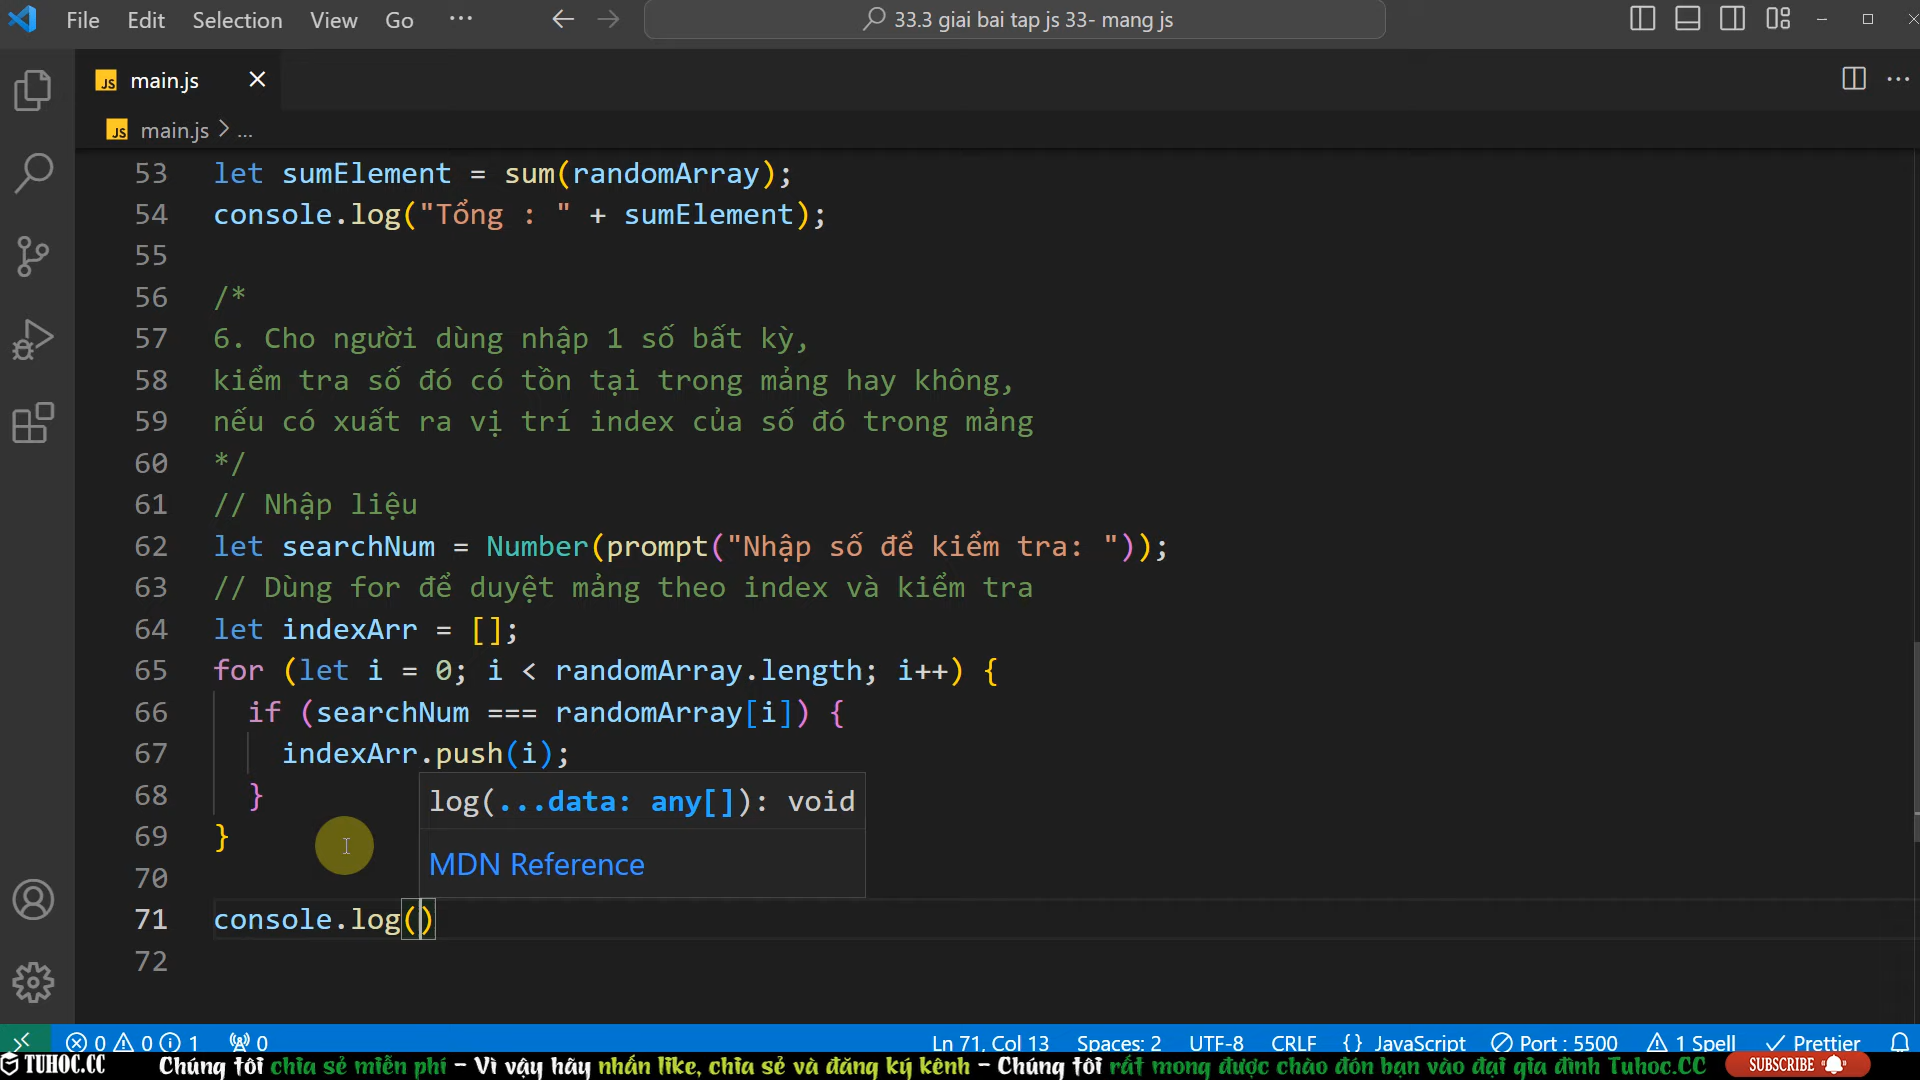 File Edit Selection View Go ... 33.3 giai bai tap js 33- mang js
JS main.js
JS main.js > ...
53 let sumElement = sum(randomArray);
54 console.log("Tổng : " + sumElement);
55
56 /*
57 6. Cho người dùng nhập 1 số bất kỳ,
58 kiểm tra số đó có tồn tại trong mảng hay không,
59 nếu có xuất ra vị trí index của số đó trong mảng
60 */
61 // Nhập liệu
62 let searchNum = Number(prompt("Nhập số để kiểm tra: "));
63 // Dùng for để duyệt mảng theo index và kiểm tra
64 let indexArr = [];
65 for (let i = 0; i < randomArray.length; i++) {
66 if (searchNum === randomArray[i]) {
67 indexArr.push(i);
68 }
log(...data: any[]): void
69 }
MDN Reference
70
71 console.log()
72
0 0 1 0 Ln 71, Col 13 Spaces: 2 UTF-8 CRLF {} JavaScript Port : 5500 1 Spell Prettier
TUHOC.CC Chúng tôi chia sẻ miễn phí - Vì vậy hãy nhấn like, chia sẻ và đăng ký kênh - Chúng tôi rất mong được chào đón bạn vào đại gia đình Tuhoc.CC SUBSCRIBE